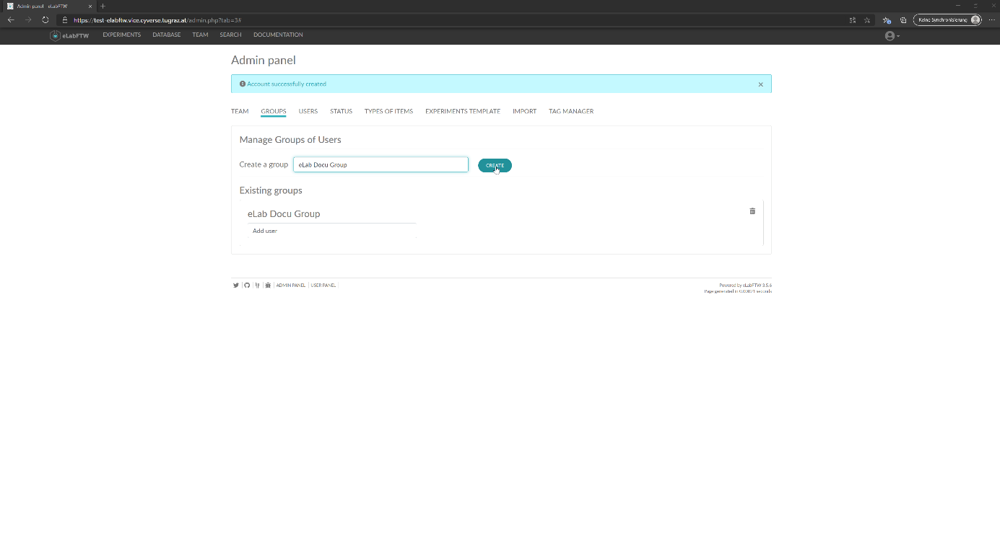 Admin panel - eLabFTW
https://test-elabftw.vice.cyverse.tugraz.at/admin.php?tab=3#
Keine Synchronisierung
eLabFTW EXPERIMENTS DATABASE TEAM SEARCH DOCUMENTATION
Admin panel
Account successfully created
TEAM GROUPS USERS STATUS TYPES OF ITEMS EXPERIMENTS TEMPLATE IMPORT TAG MANAGER
Manage Groups of Users
Create a group eLab Docu Group CREATE
Existing groups
eLab Docu Group
Add user
ADMIN PANEL USER PANEL
Powered by eLabFTW 3.5.6
Page generated in 0.00821 seconds